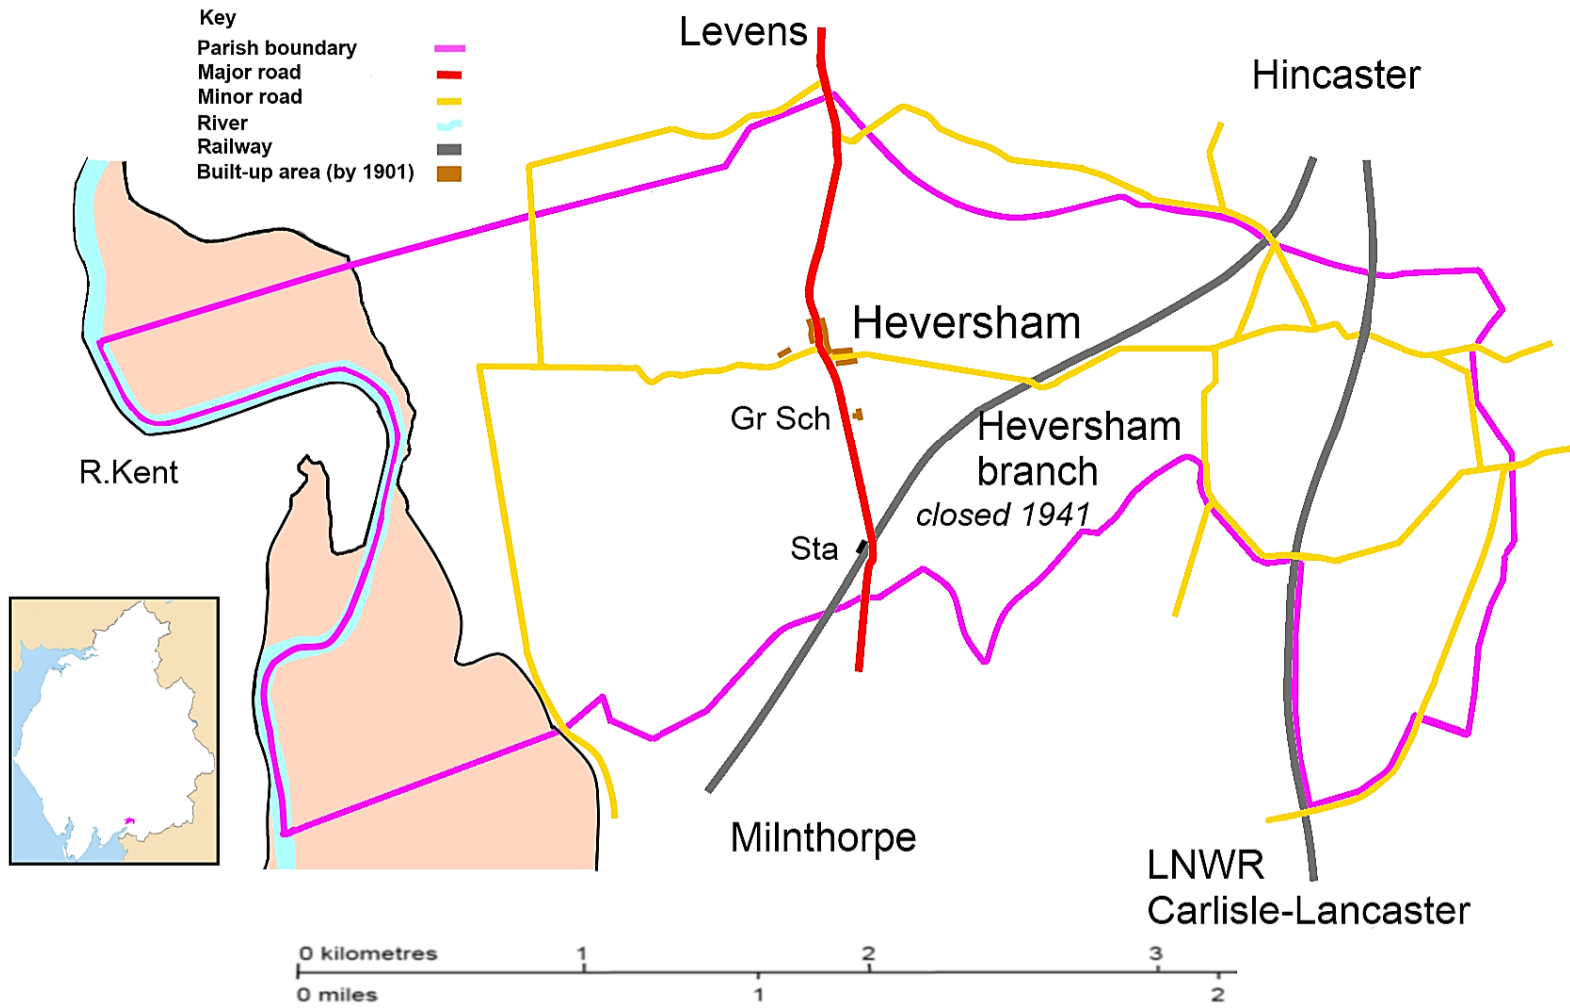 Key
Parish boundary
Major road
Minor road
River
Railway
Built-up area (by 1901)
Levens
Hincaster
Heversham
Gr Sch
Heversham
branch
closed 1941
R.Kent
Sta
Milnthorpe
LNWR
Carlisle-Lancaster
0 kilometres 1 2 3
0 miles 1 2